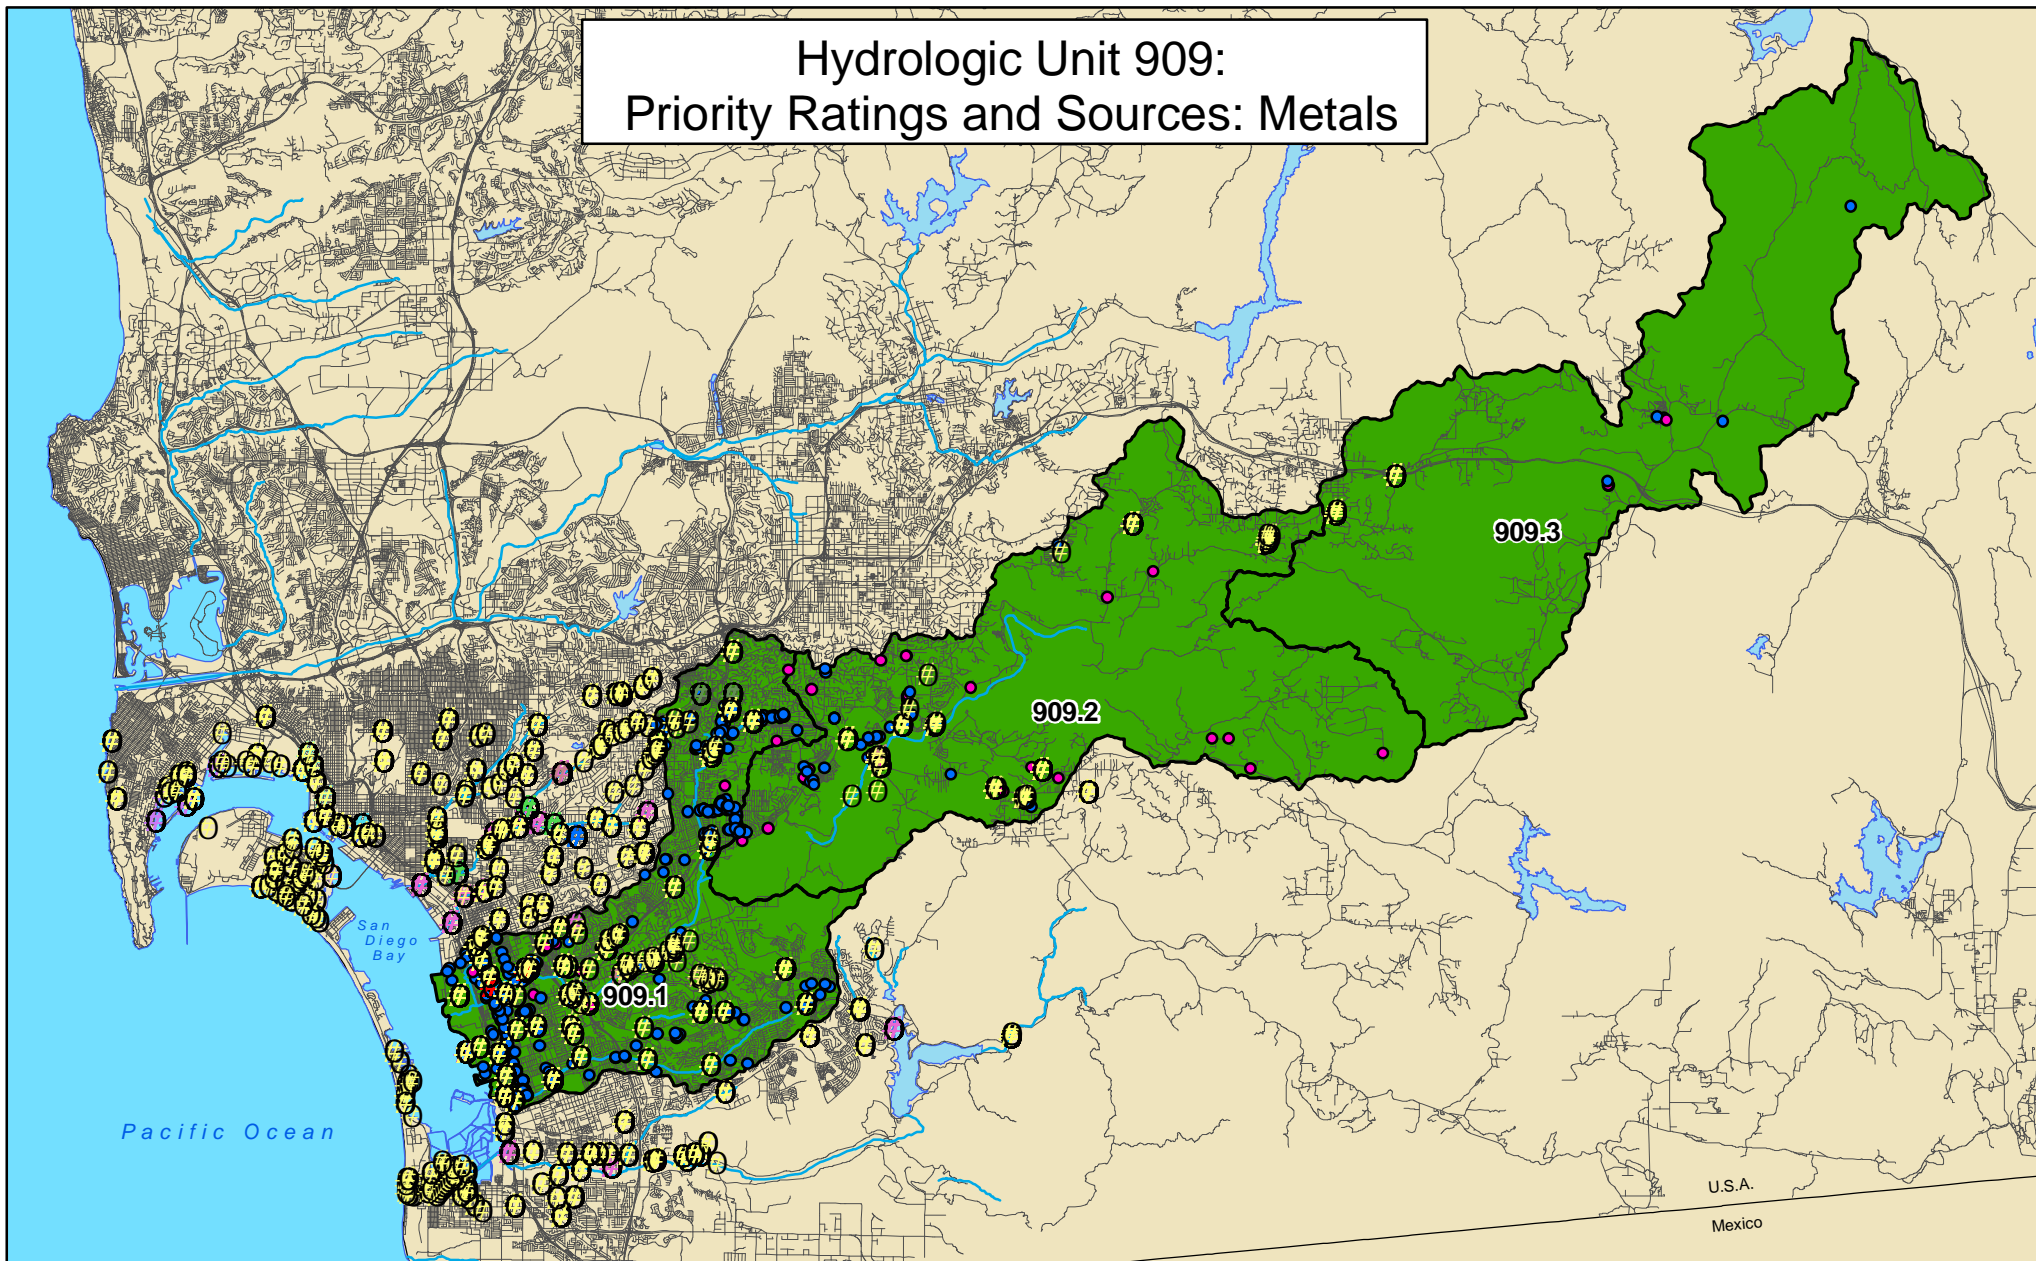 Hydrologic Unit 909:
Priority Ratings and Sources: Metals
909.3
909.2
909.1
San
Diego
Bay
Pacific Ocean
U.S.A.
Mexico